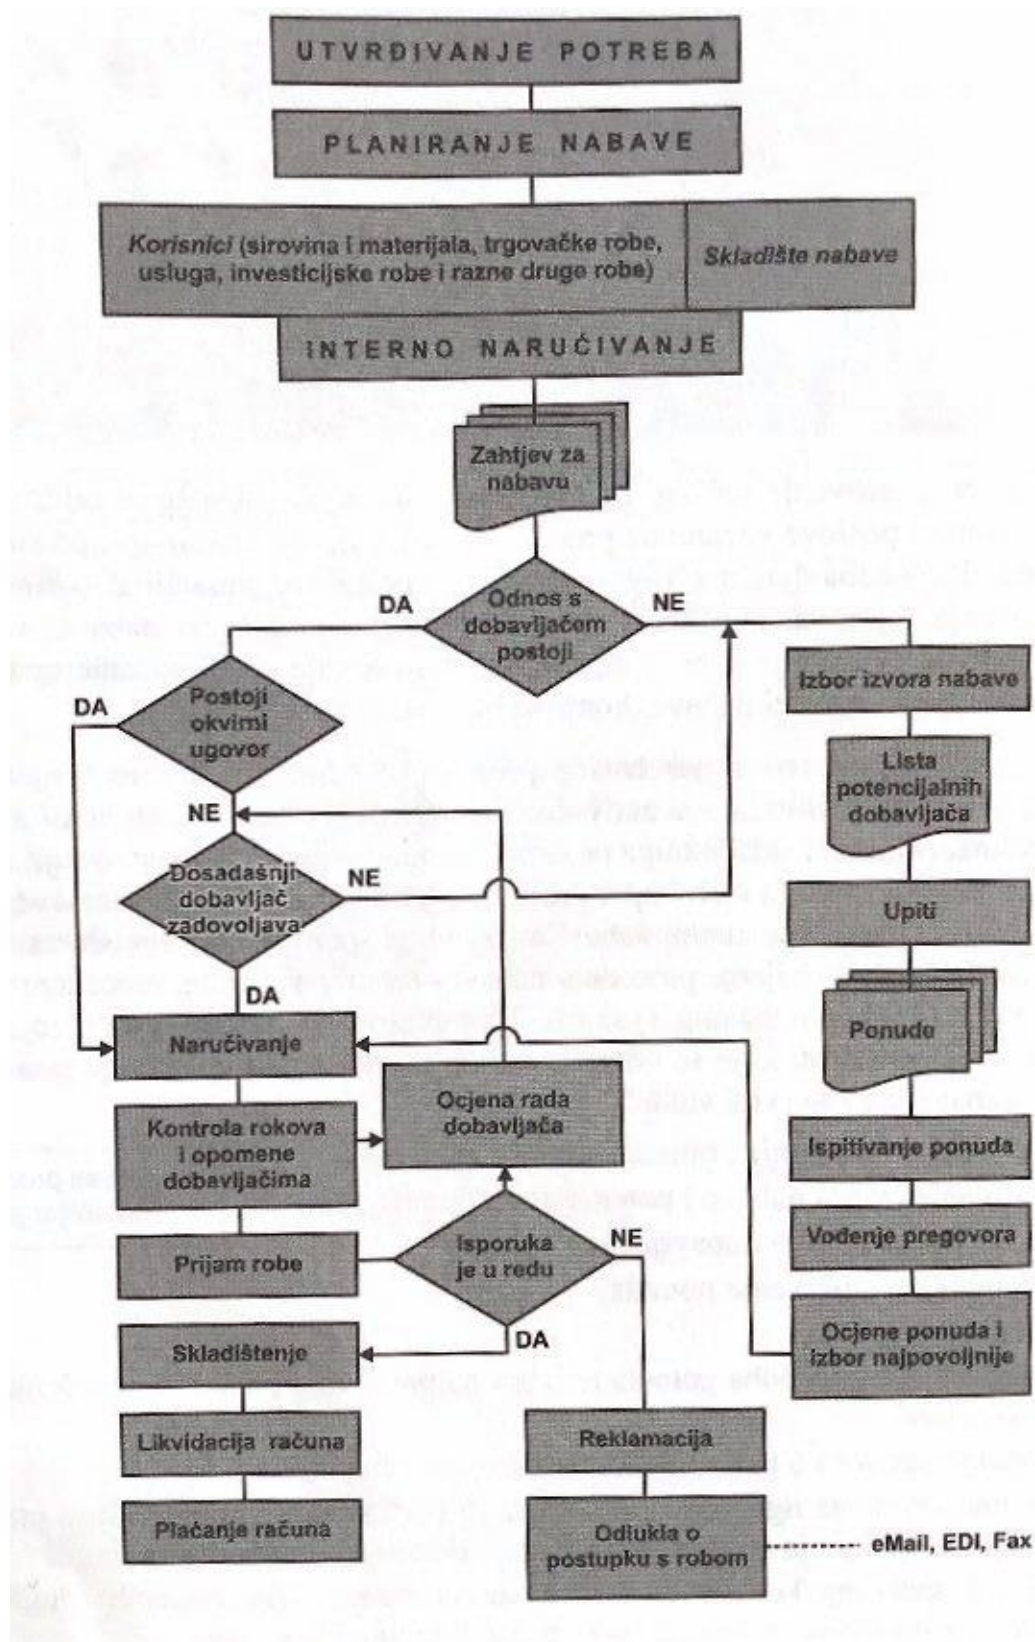 UTVRĐIVANJE POTREBA
PLANIRANJE NABAVE
Korisnici (sirovina i materijala, trgovačke robe,
usluga, investicijske robe i razne druge robe)
Skladište nabave
INTERNO NARUČIVANJE
Zahtjev za
nabavu
Odnos s
dobavljačem
postoji
DA
NE
Postoji
okvirni
ugovor
DA
NE
Dosadašnji
dobavljač
zadovoljava
NE
DA
Izbor izvora nabave
Lista
potencijalnih
dobavljača
Upiti
Ponude
Ispitivanje ponuda
Vođenje pregovora
Ocjene ponuda i
izbor najpovoljnije
Naručivanje
Kontrola rokova
i opomene
dobavljačima
Ocjena rada
dobavljača
Prijam robe
Isporuka
je u redu
NE
DA
Skladištenje
Likvidacija računa
Plaćanje računa
Reklamacija
Odlukla o
postupku s robom
eMail, EDI, Fax